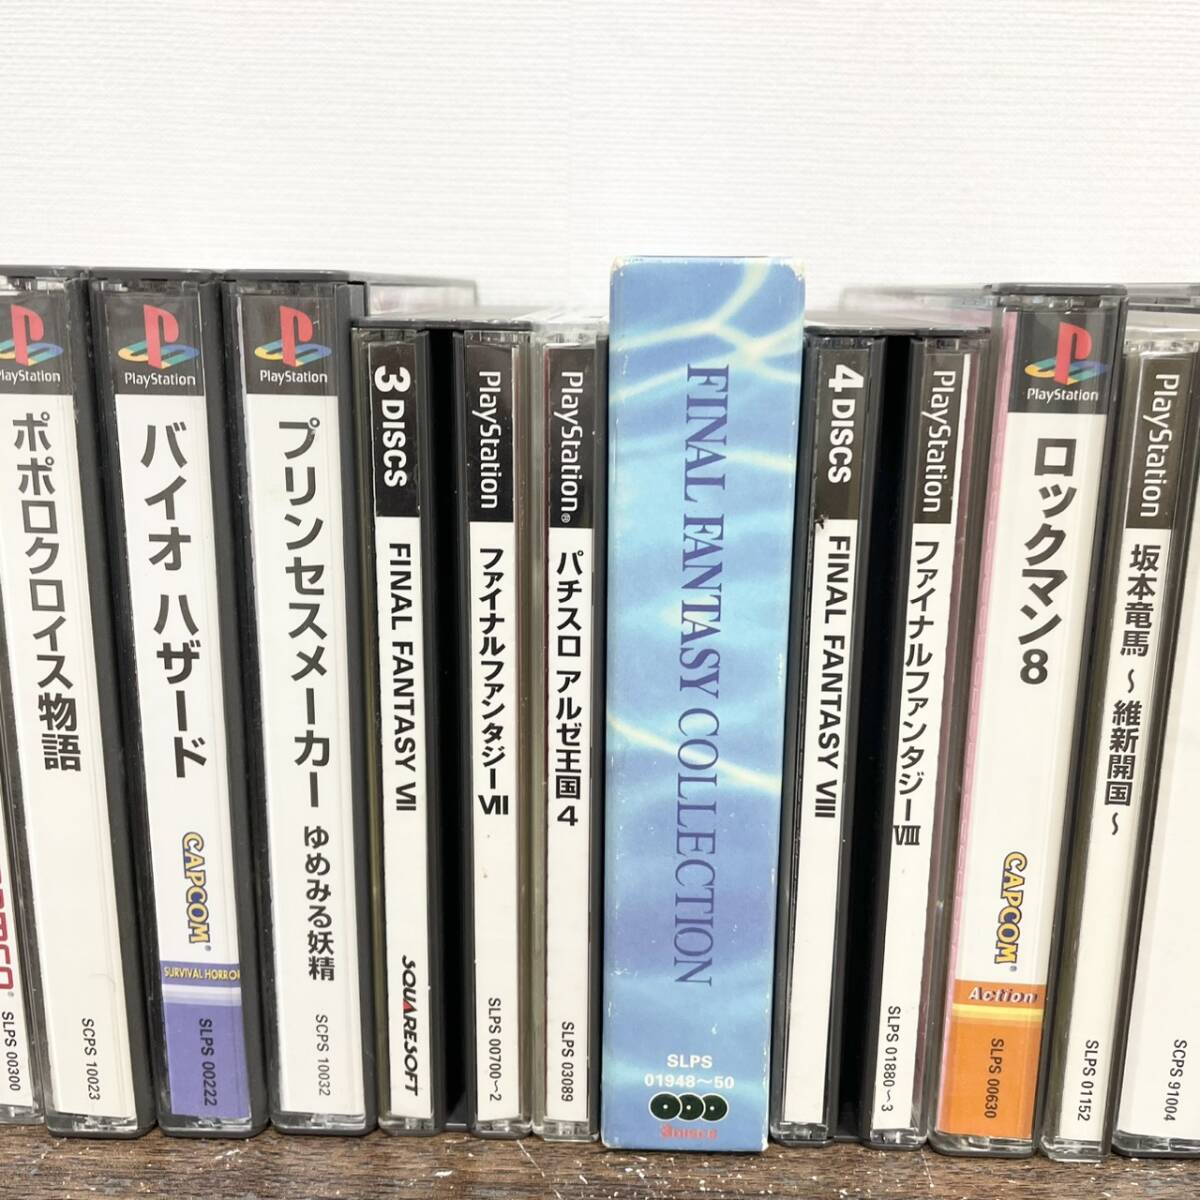 SLPS 00300
PlayStation
ポポロクロイス物語
SCPS 10023
PlayStation
バイオ ハザード
CAPCOM
SURVIVAL HORROR
SLPS 00222
PlayStation
プリンセスメーカー ゆめみる妖精
SCPS 10032
3 DISCS
FINAL FANTASY VII
SQUARESOFT
PlayStation
ファイナルファンタジーVII
SLPS 00700～2
PlayStation®
パチスロ アルゼ王国4
SLPS 03089
FINAL FANTASY COLLECTION
SLPS
01948～50
3DISCS
4 DISCS
FINAL FANTASY VIII
PlayStation
ファイナルファンタジーVIII
SLPS 01880～3
PlayStation
ロックマン8
CAPCOM
Action
SLPS 00630
PlayStation
坂本竜馬 ～維新開国～
SLPS 01152
SCPS 91004